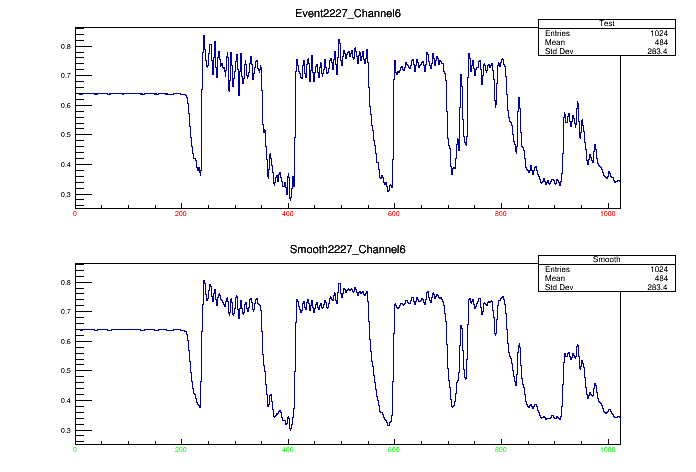 Event2227_Channel6
Test
Entries 1024
Mean 484
Std Dev 283.4
0.8
0.7
0.6
0.5
0.4
0.3
0 200 400 600 800 1000
Smooth2227_Channel6
Smooth
Entries 1024
Mean 484
Std Dev 283.4
0.8
0.7
0.6
0.5
0.4
0.3
0 200 400 600 800 1000